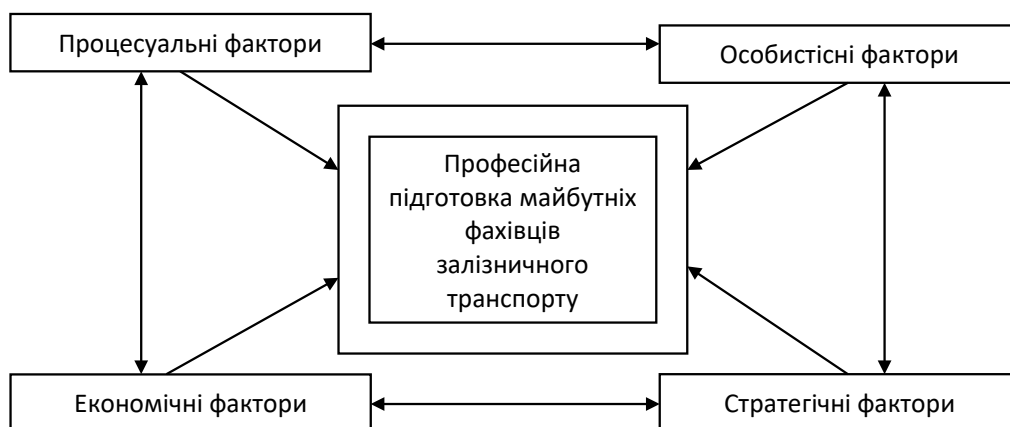 Процесуальні фактори
Особистісні фактори
Професійна
підготовка майбутніх
фахівців
залізничного
транспорту
Економічні фактори
Стратегічні фактори